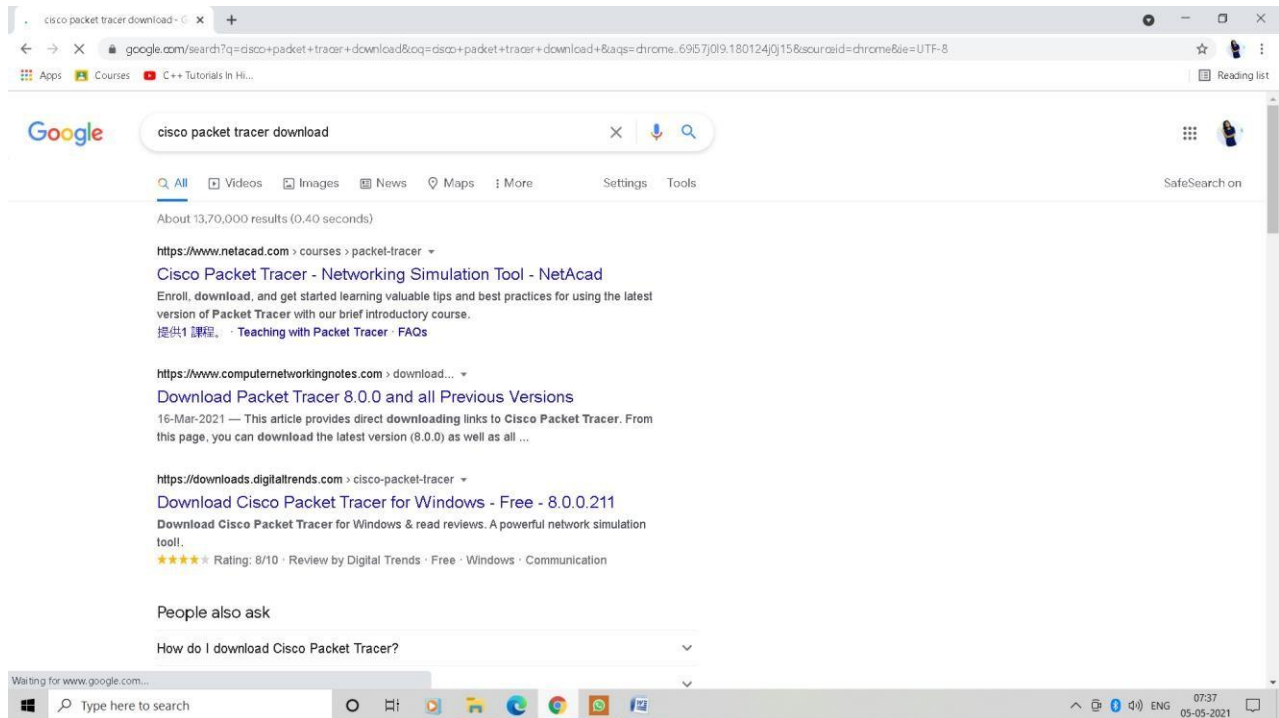 cisco packet tracer download - G
google.com/search?q=cisco+packet+tracer+download&oq=cisco+packet+tracer+download+&aqs=chrome..69i57j0l9.180124j0j15&sourceid=chrome&ie=UTF-8
Apps Courses C++ Tutorials In Hi... Reading list
Google cisco packet tracer download
All Videos Images News Maps More Settings Tools SafeSearch on
About 13,70,000 results (0.40 seconds)
https://www.netacad.com › courses › packet-tracer
Cisco Packet Tracer - Networking Simulation Tool - NetAcad
Enroll, download, and get started learning valuable tips and best practices for using the latest
version of Packet Tracer with our brief introductory course.
提供1 課程。 · Teaching with Packet Tracer · FAQs
https://www.computernetworkingnotes.com › download...
Download Packet Tracer 8.0.0 and all Previous Versions
16-Mar-2021 — This article provides direct downloading links to Cisco Packet Tracer. From
this page, you can download the latest version (8.0.0) as well as all ...
https://downloads.digitaltrends.com › cisco-packet-tracer
Download Cisco Packet Tracer for Windows - Free - 8.0.0.211
Download Cisco Packet Tracer for Windows & read reviews. A powerful network simulation
tool!.
Rating: 8/10 · Review by Digital Trends · Free · Windows · Communication
People also ask
How do I download Cisco Packet Tracer?
Waiting for www.google.com...
Type here to search ENG 07:37
05-05-2021